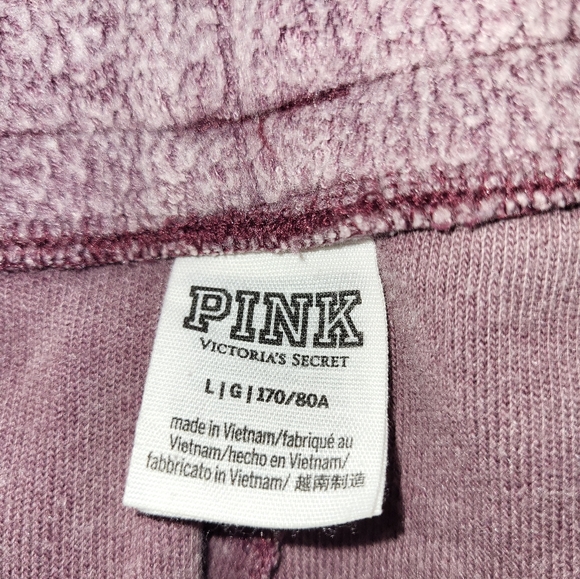 PINK
VICTORIA'S SECRET
L|G|170/80A
made in Vietnam/fabriqué au
Vietnam/hecho en Vietnam/
fabbricato in Vietnam/ 越南制造